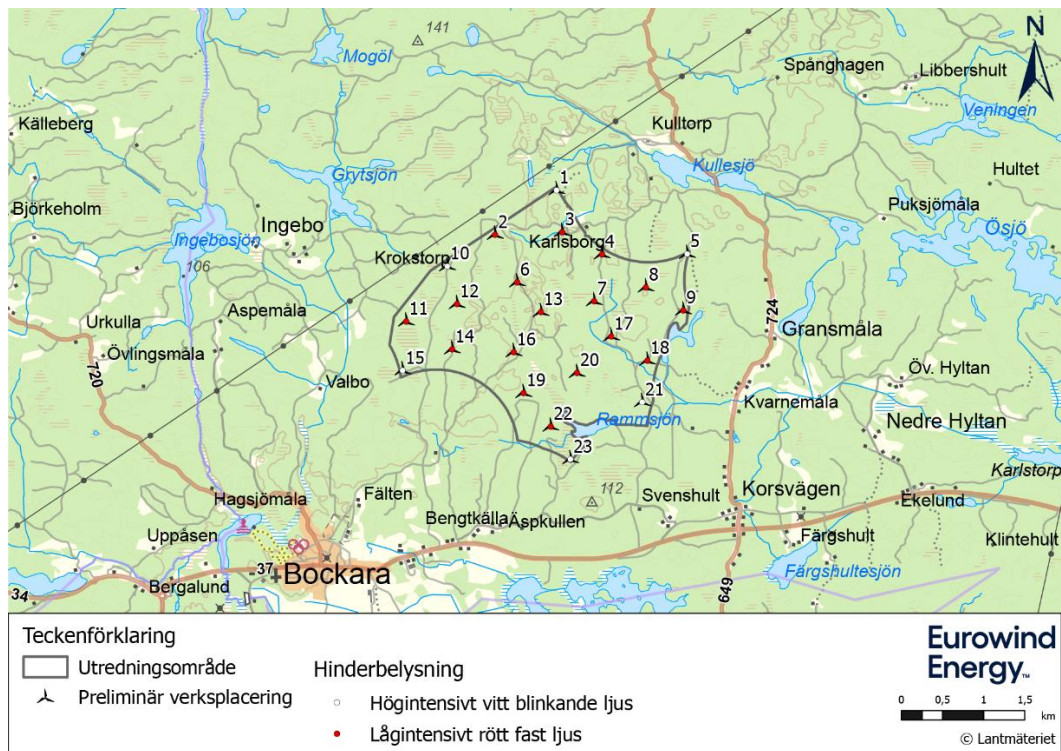 141
Mogöl
N
Spånghagen
Libbershult
Veningen
Källeberg
Kulltorp
Kullesjö
Hultet
Grytsjön
Björkeholm
Ingebo
Ingebosjön
106
Puksjömåla
Ösjö
1
2
3
Karlsborg
4
5
Krokstorp
10
6
8
7
9
12
13
11
Urkulla
Aspemåla
Övlingsmåla
720
Valbo
14
15
16
17
18
19
20
21
22
Rammsjön
23
724
Gransmåla
Kvarnemåla
Öv. Hyltan
Nedre Hyltan
Karlstorp
Hagsjömåla
Fälten
Uppåsen
Bergalund
Bengtkälla
Äspkullen
112
Svenshult
Korsvägen
Ekelund
Färgshult
Klintehult
Färgshultesjön
37
Bockara
34
649
Teckenförklaring
Utredningsområde
Preliminär verksplacering
Hinderbelysning
Högintensivt vitt blinkande ljus
Lågintensivt rött fast ljus
Eurowind
Energy™
0 0,5 1 1,5
km
© Lantmäteriet